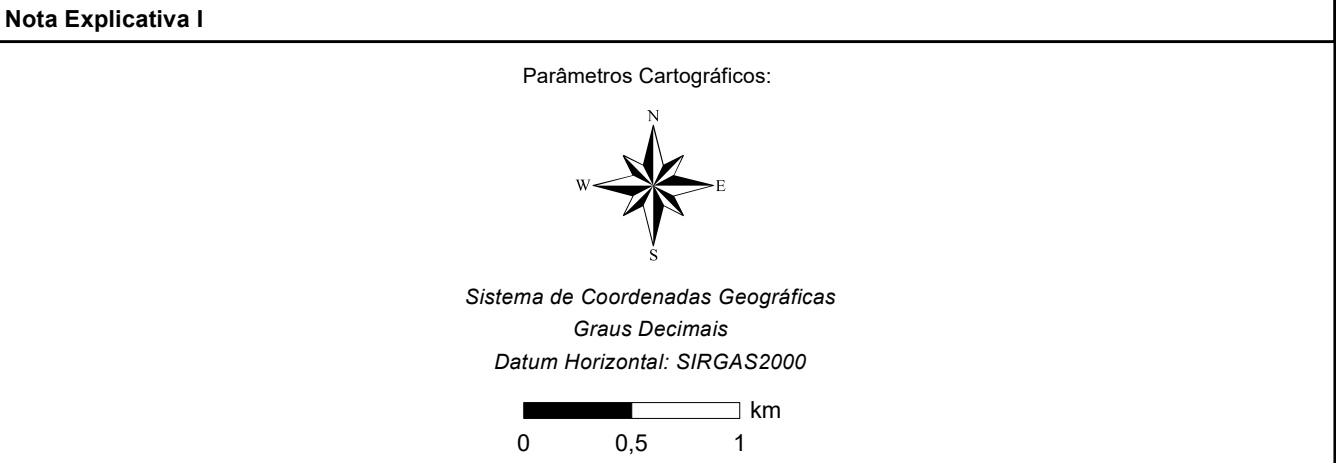 Nota Explicativa I
Parâmetros Cartográficos:
N
W E
S
Sistema de Coordenadas Geográficas
Graus Decimais
Datum Horizontal: SIRGAS2000
km
0 0,5 1